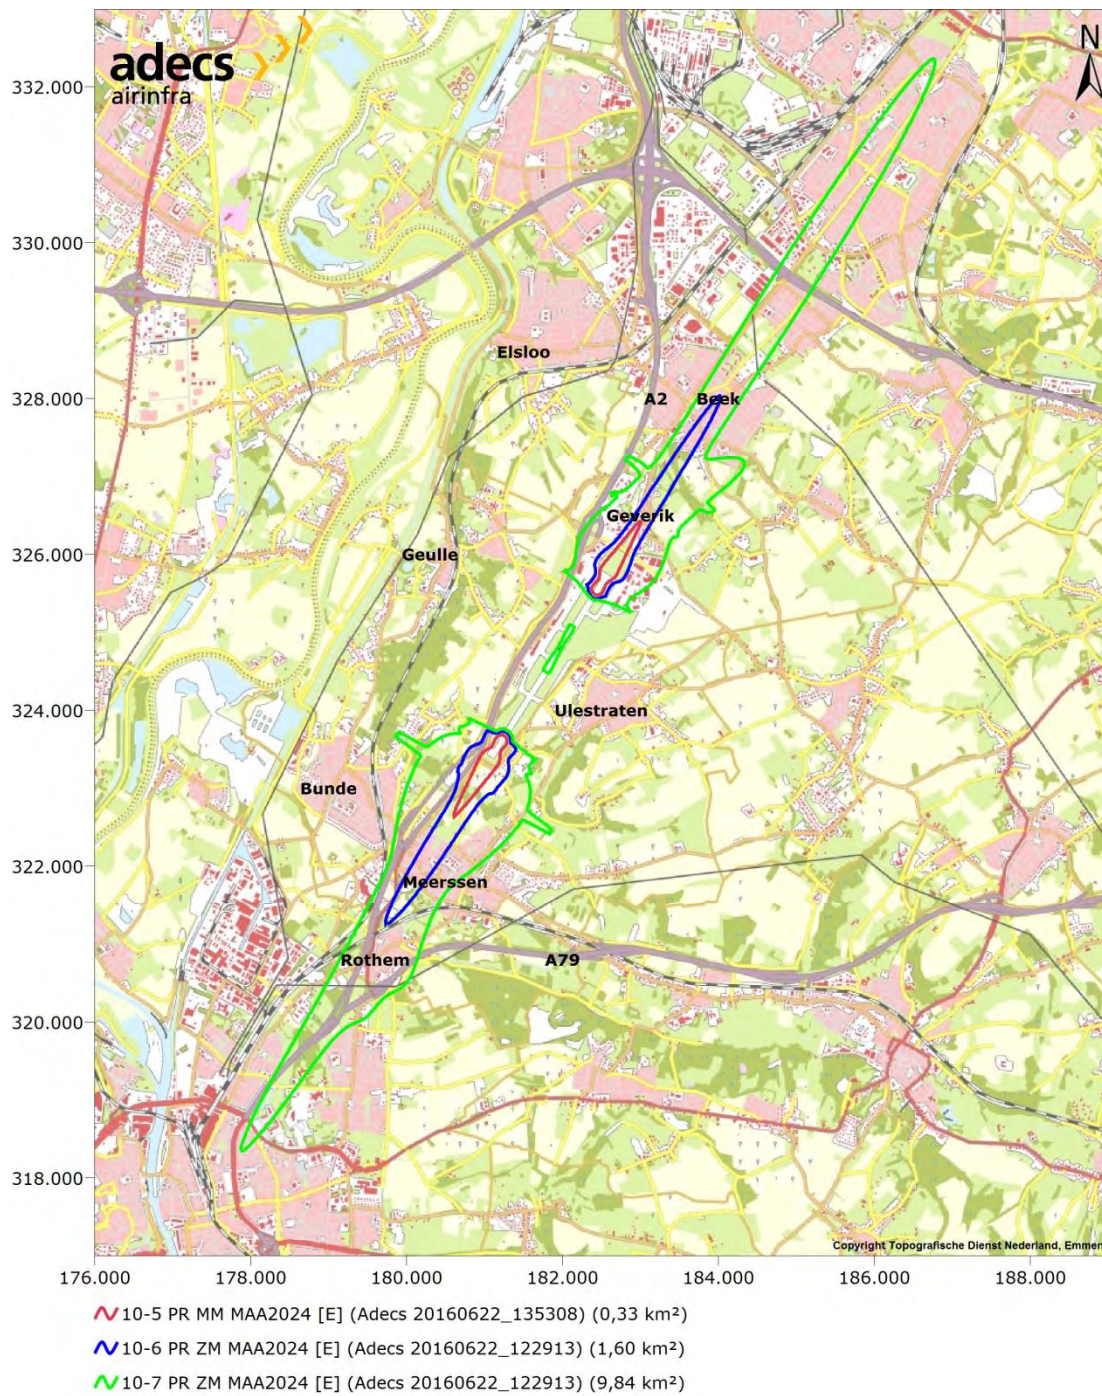 adecs
airinfra
N
332.000
330.000
Elsloo
328.000
A2
Beek
Geverik
326.000
Geulle
324.000
Ulestraten
Bunde
322.000
Meerssen
Rothem
A79
320.000
318.000
Copyright Topografische Dienst Nederland, Emmen
176.000
178.000
180.000
182.000
184.000
186.000
188.000
10-5 PR MM MAA2024 [E] (Adecs 20160622_135308) (0,33 km²)
10-6 PR ZM MAA2024 [E] (Adecs 20160622_122913) (1,60 km²)
10-7 PR ZM MAA2024 [E] (Adecs 20160622_122913) (9,84 km²)